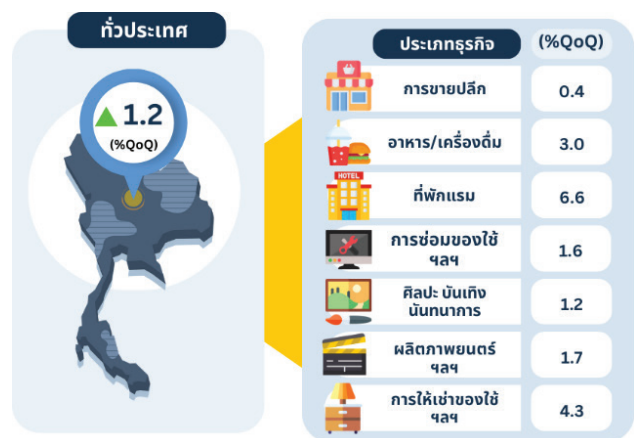 ทั่วประเทศ
1.2
(%QoQ)
ประเภทธุรกิจ (%QoQ)
การขายปลีก 0.4
อาหาร/เครื่องดื่ม 3.0
HOTEL
ที่พักแรม 6.6
การซ่อมของใช้
ฯลฯ
1.6
ศิลปะ บันเทิง
นันทนาการ
1.2
ผลิตภาพยนตร์
ฯลฯ
1.7
การให้เช่าของใช้
ฯลฯ
4.3